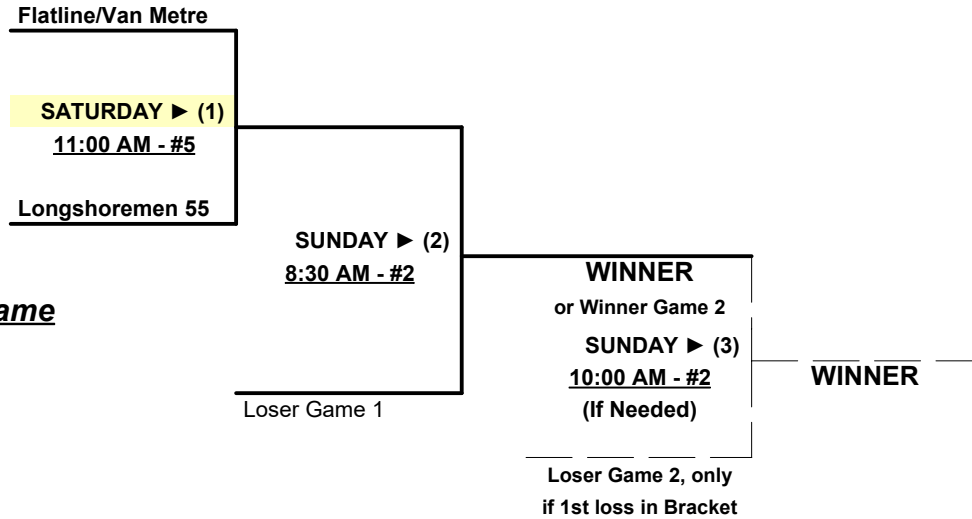 Flatline/Van Metre
SATURDAY ► (1)
11:00 AM - #5
Longshoremen 55
SUNDAY ► (2)
8:30 AM - #2
WINNER
or Winner Game 2
ame
SUNDAY ► (3)
10:00 AM - #2
WINNER
(If Needed)
Loser Game 1
Loser Game 2, only
if 1st loss in Bracket